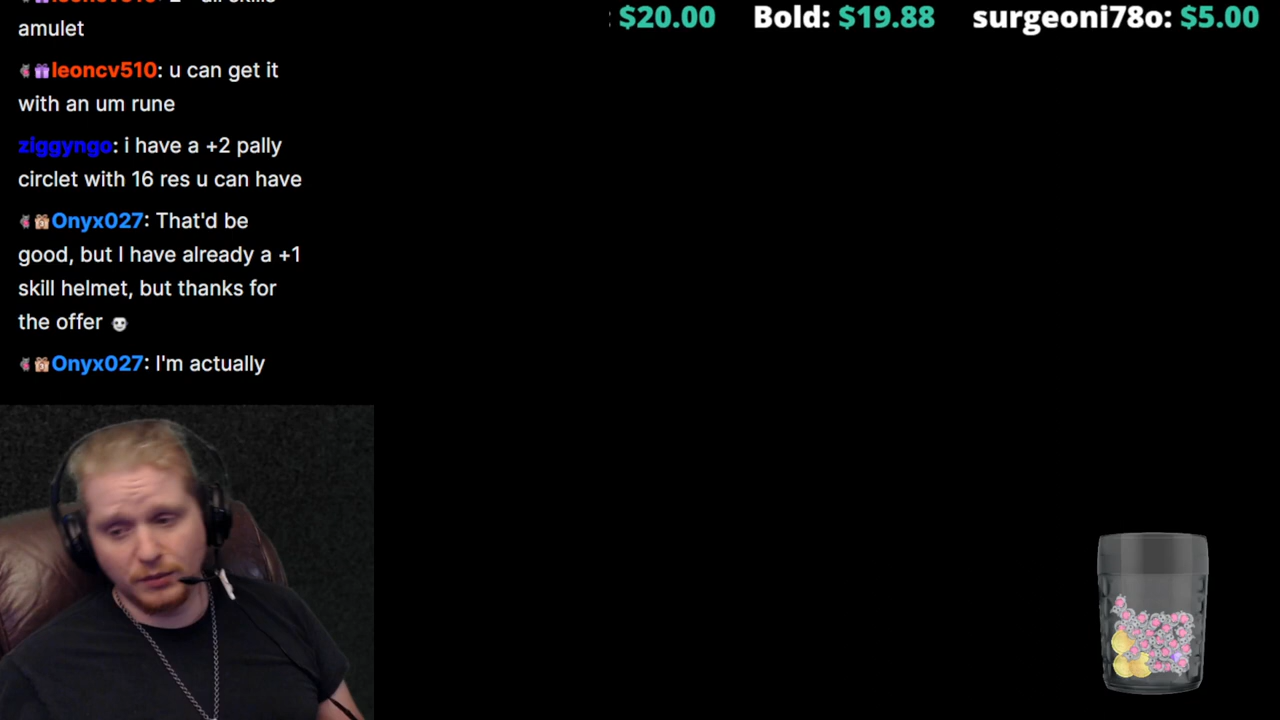 amulet
leoncv510: u can get it
with an um rune
ziggyngo: i have a +2 pally
circlet with 16 res u can have
Onyx027: That'd be
good, but I have already a +1
skill helmet, but thanks for
the offer
Onyx027: I'm actually
: $20.00 Bold: $19.88 surgeoni78o: $5.00